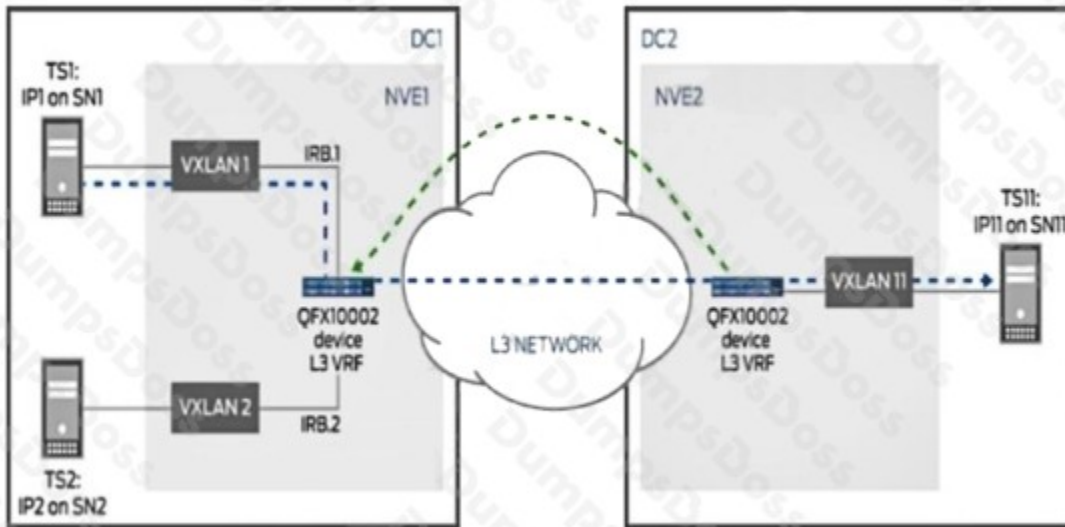 DC1
NVE1
TS1:
IP1 on SN1
VXLAN 1
IRB.1
QFX10002
device
L3 VRF
VXLAN 2
IRB.2
TS2:
IP2 on SN2
L3 NETWORK
DC2
NVE2
QFX10002
device
L3 VRF
VXLAN 11
TS11:
IP11 on SN11
DumpsDoss